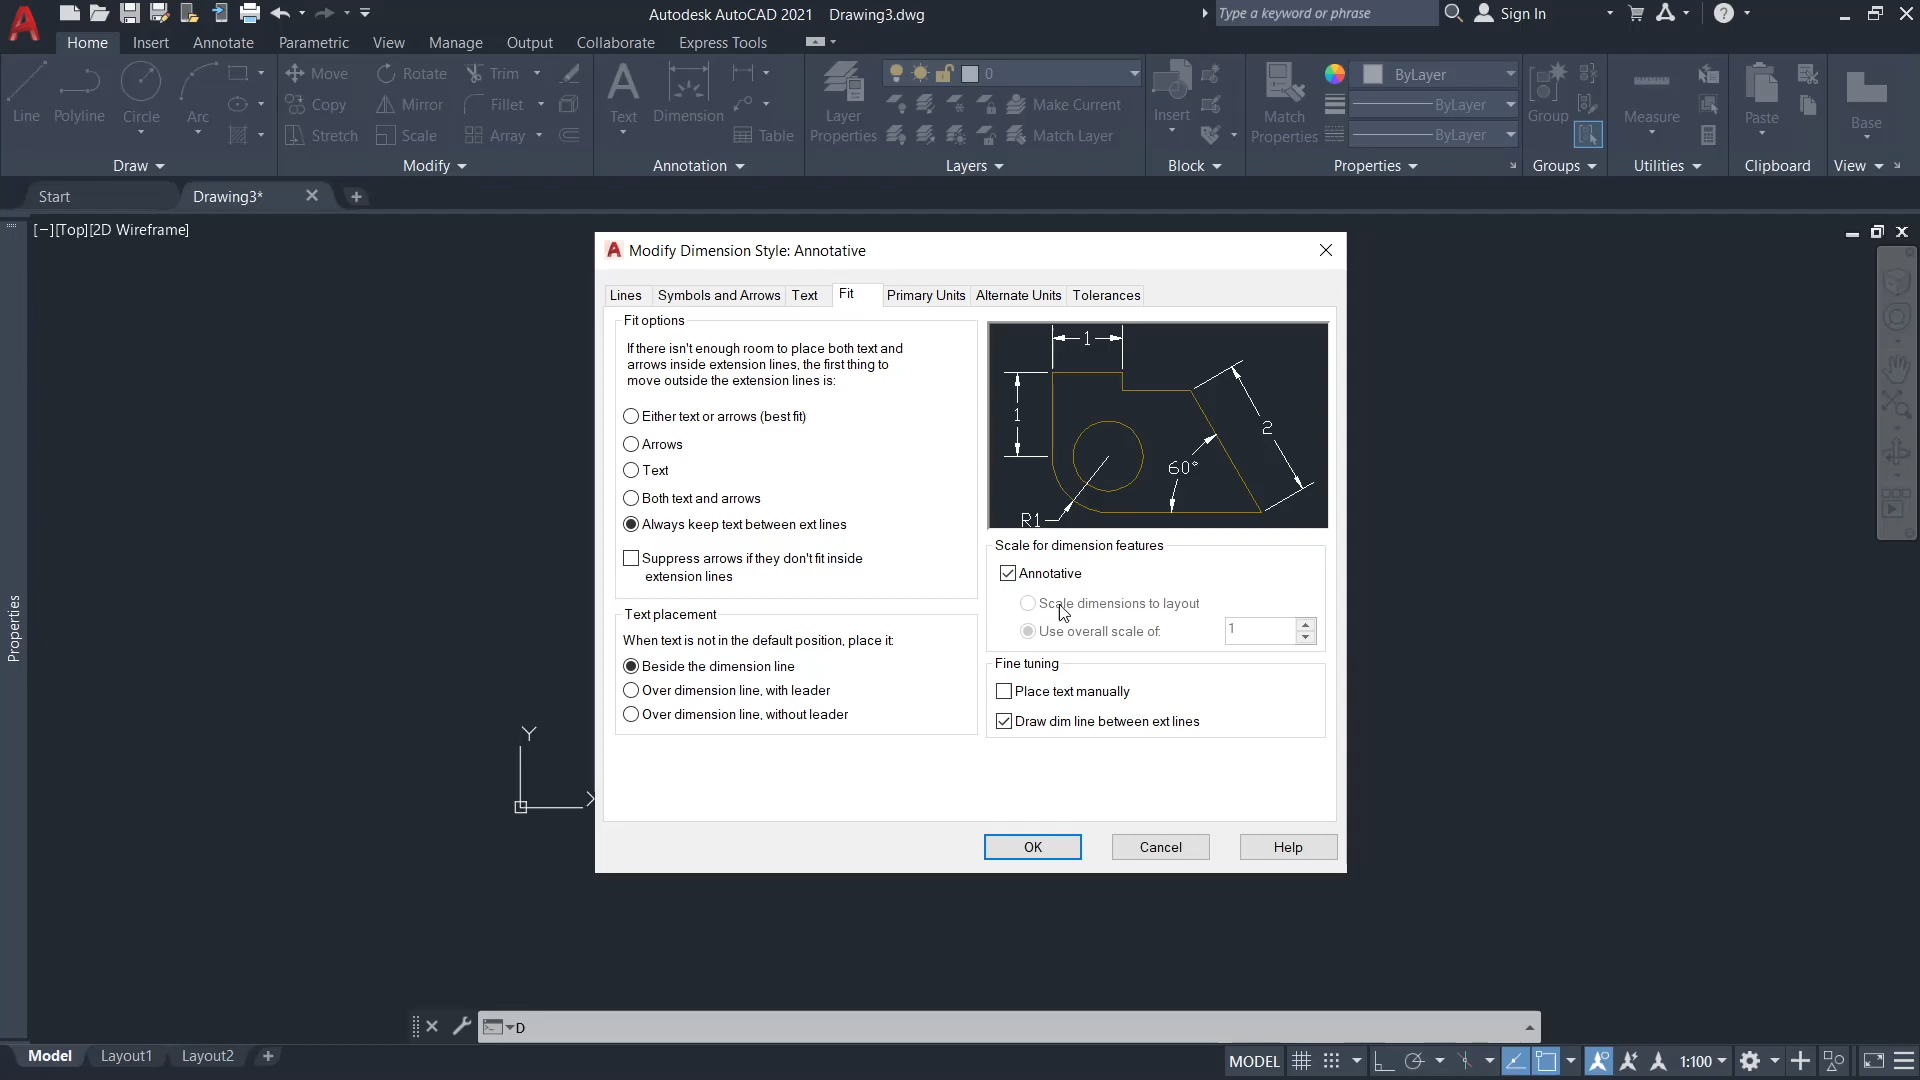 Autodesk AutoCAD 2021 Drawing3.dwg
Type a keyword or phrase
Sign In
Home Insert Annotate Parametric View Manage Output Collaborate Express Tools
Line Polyline Circle Arc
Move Rotate Trim
Copy Mirror Fillet
Stretch Scale Array
Text Dimension Table
Layer Properties
0
Make Current
Match Layer
Insert
Match Properties
ByLayer
ByLayer
ByLayer
Group Measure Paste Base
Draw Modify Annotation Layers Block Properties Groups Utilities Clipboard View
Start Drawing3*
[−][Top][2D Wireframe]
Properties
Modify Dimension Style: Annotative
Lines Symbols and Arrows Text Fit Primary Units Alternate Units Tolerances
Fit options
If there isn't enough room to place both text and
arrows inside extension lines, the first thing to
move outside the extension lines is:
Either text or arrows (best fit)
Arrows
Text
Both text and arrows
Always keep text between ext lines
Suppress arrows if they don't fit inside
extension lines
Text placement
When text is not in the default position, place it:
Beside the dimension line
Over dimension line, with leader
Over dimension line, without leader
1
1
2
60°
R1
Scale for dimension features
Annotative
Scale dimensions to layout
Use overall scale of: 1
Fine tuning
Place text manually
Draw dim line between ext lines
OK Cancel Help
Y
X
D
Model Layout1 Layout2
MODEL 1:100